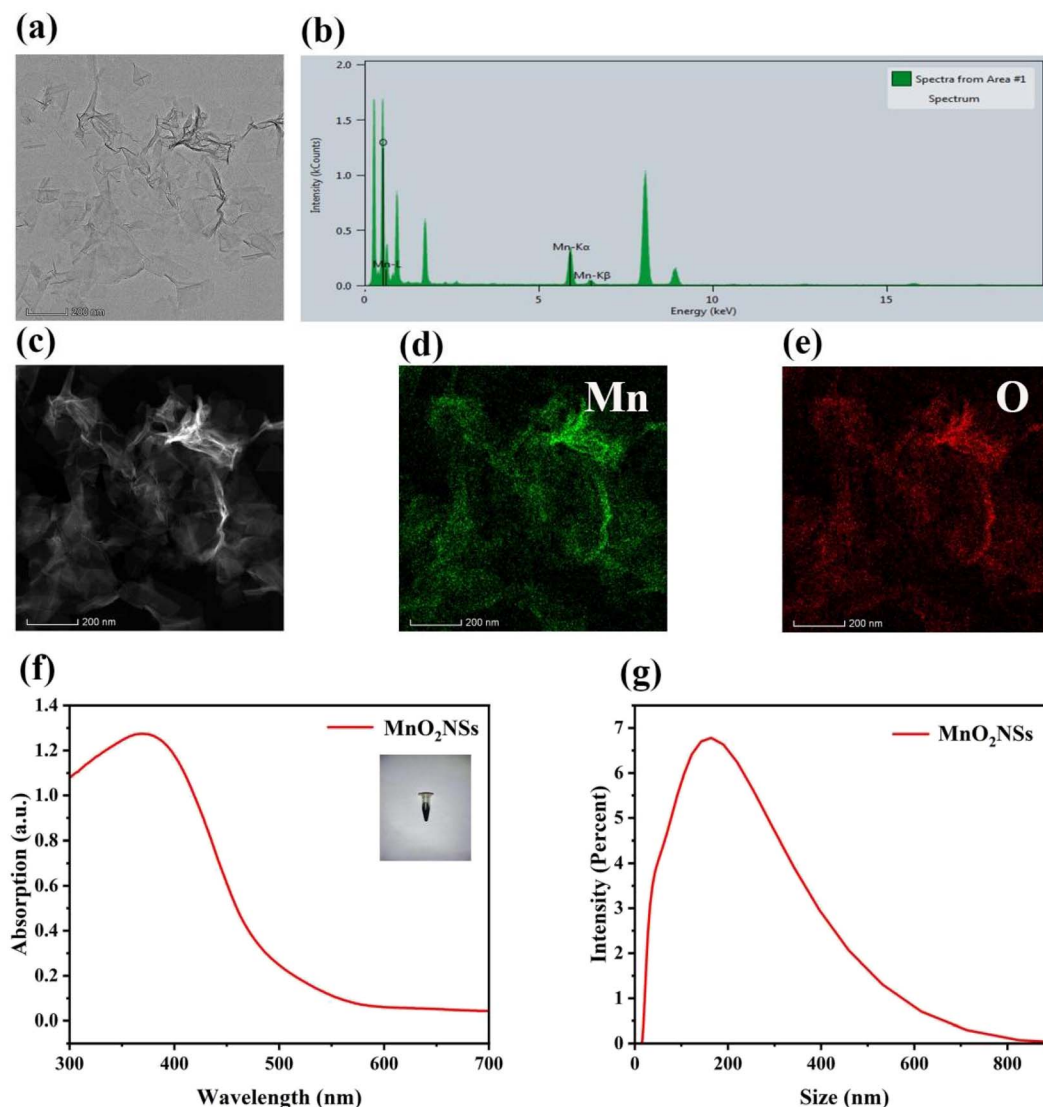 (a)
200 nm
(b)
Spectra from Area #1
Spectrum
O
Mn-L
Mn-Kα
Mn-Kβ
2.0
1.5
1.0
0.5
0.0
Intensity (kCounts)
0
5
10
15
Energy (keV)
(c)
200 nm
(d)
Mn
200 nm
(e)
O
200 nm
(f)
MnO₂NSs
1.4
1.2
1.0
0.8
0.6
0.4
0.2
0.0
Absorption (a.u.)
300 400 500 600 700
Wavelength (nm)
(g)
MnO₂NSs
7
6
5
4
3
2
1
0
Intensity (Percent)
0 200 400 600 800
Size (nm)